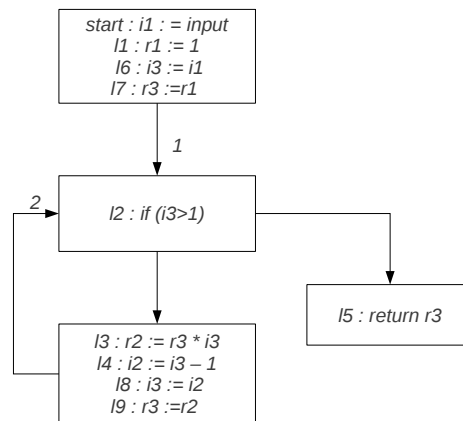 start : i1 : = input
l1 : r1 := 1
l6 : i3 := i1
l7 : r3 :=r1
1
2
l2 : if (i3>1)
l5 : return r3
l3 : r2 := r3 * i3
l4 : i2 := i3 – 1
l8 : i3 := i2
l9 : r3 :=r2